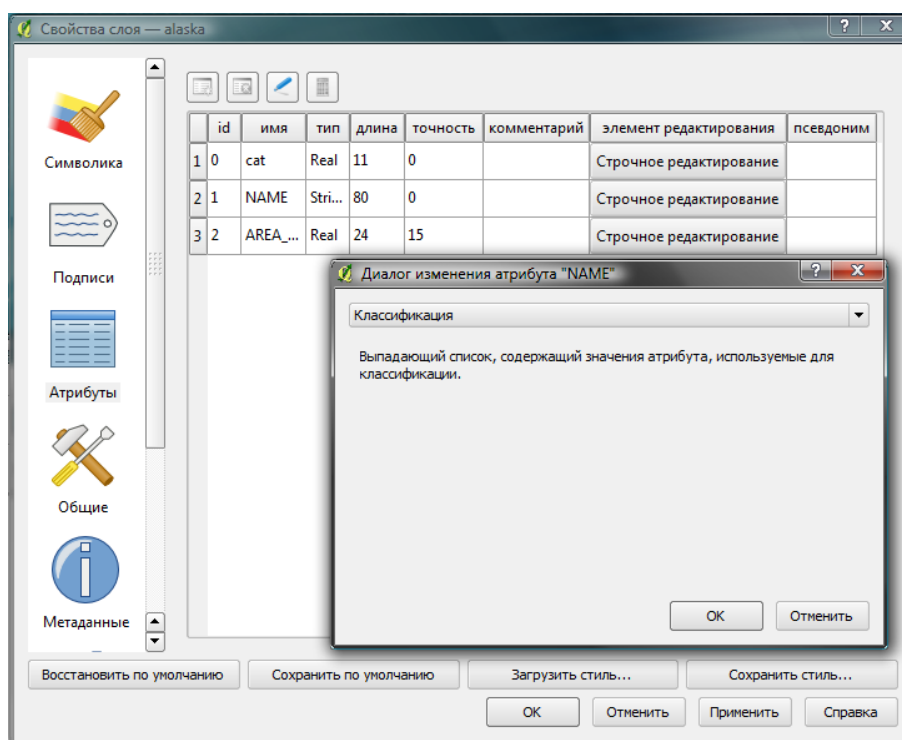 Свойства слоя — alaska
? X
Символика
Подписи
Атрибуты
Общие
Метаданные
id имя тип длина точность комментарий элемент редактирования псевдоним
1 0 cat Real 11 0 Строчное редактирование
2 1 NAME Stri... 80 0 Строчное редактирование
3 2 AREA_... Real 24 15 Строчное редактирование
Диалог изменения атрибута "NAME"
? X
Классификация
Выпадающий список, содержащий значения атрибута, используемые для
классификации.
OK Отменить
Восстановить по умолчанию Сохранить по умолчанию Загрузить стиль... Сохранить стиль...
OK Отменить Применить Справка